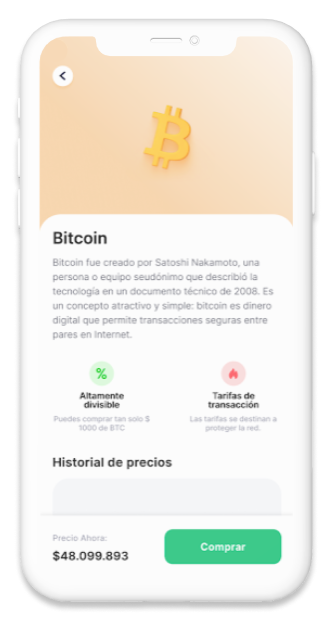 Bitcoin
Bitcoin fue creado por Satoshi Nakamoto, una
persona o equipo seudónimo que describió la
tecnología en un documento técnico de 2008. Es
un concepto atractivo y simple: bitcoin es dinero
digital que permite transacciones seguras entre
pares en Internet.
%
Altamente
divisible
Puedes comprar tan solo $
1000 de BTC
Tarifas de
transacción
Las tarifas se destinan a
proteger la red.
Historial de precios
Precio Ahora:
$48.099.893
Comprar